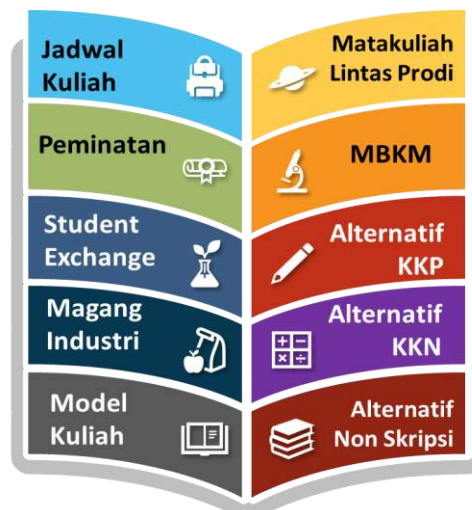 Jadwal
Kuliah
Peminatan
Student
Exchange
Magang
Industri
Model
Kuliah
Matakuliah
Lintas Prodi
MBKM
Alternatif
KKP
Alternatif
KKN
Alternatif
Non Skripsi